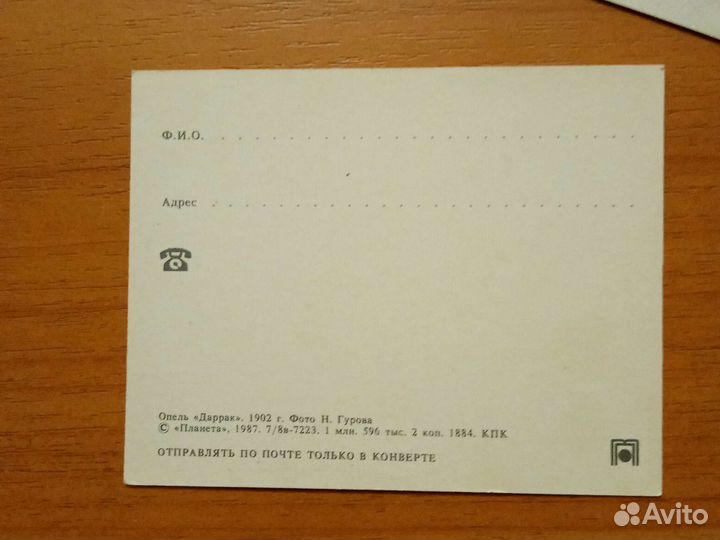 Ф.И.О. . . . . . . . . . . . . . . . . . . . . . . . . .
Адрес . . . . . . . . . . . . . . . . . . . . . . . . . .
Опель «Даррак». 1902 г. Фото Н. Гурова
© «Планета», 1987. 7/8в-7223. 1 млн. 596 тыс. 2 коп. 1884. КПК
ОТПРАВЛЯТЬ ПО ПОЧТЕ ТОЛЬКО В КОНВЕРТЕ
Avito